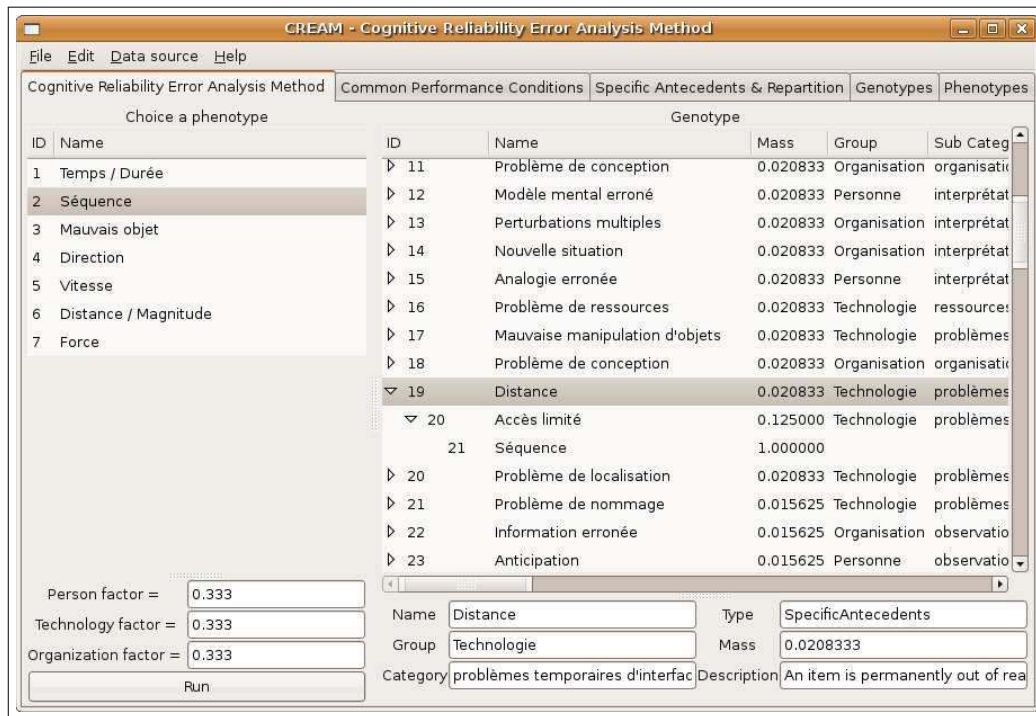 CREAM - Cognitive Reliability Error Analysis Method
File Edit Data source Help
Cognitive Reliability Error Analysis Method Common Performance Conditions Specific Antecedents & Repartition Genotypes Phenotypes
Choice a phenotype
ID Name
1 Temps / Durée
2 Séquence
3 Mauvais objet
4 Direction
5 Vitesse
6 Distance / Magnitude
7 Force
Person factor = 0.333
Technology factor = 0.333
Organization factor = 0.333
Run
Genotype
ID Name Mass Group Sub Categ
11 Problème de conception 0.020833 Organisation organisatio
12 Modèle mental erroné 0.020833 Personne interprétat
13 Perturbations multiples 0.020833 Organisation interprétat
14 Nouvelle situation 0.020833 Organisation interprétat
15 Analogie erronée 0.020833 Personne interprétat
16 Problème de ressources 0.020833 Technologie ressources
17 Mauvaise manipulation d'objets 0.020833 Technologie problèmes
18 Problème de conception 0.020833 Organisation organisatio
19 Distance 0.020833 Technologie problèmes
20 Accès limité 0.125000 Technologie problèmes
21 Séquence 1.000000
20 Problème de localisation 0.020833 Technologie problèmes
21 Problème de nommage 0.015625 Technologie problèmes
22 Information erronée 0.015625 Organisation observatio
23 Anticipation 0.015625 Personne observatio
Name Distance Type SpecificAntecedents
Group Technologie Mass 0.0208333
Category problèmes temporaires d'interfac Description An item is permanently out of rea